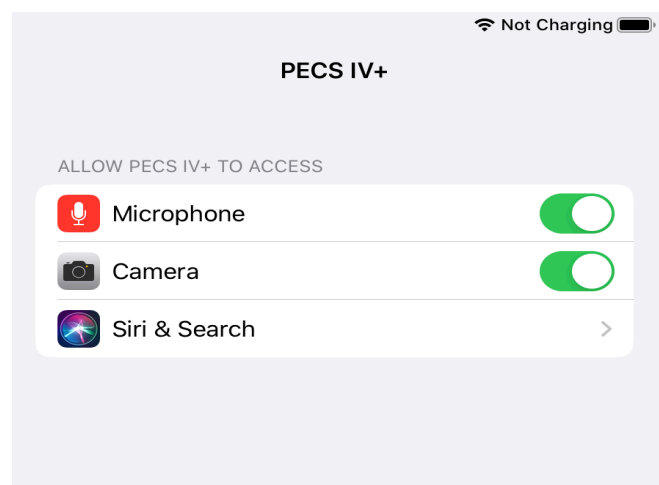 Not Charging
PECS IV+
ALLOW PECS IV+ TO ACCESS
Microphone
Camera
Siri & Search